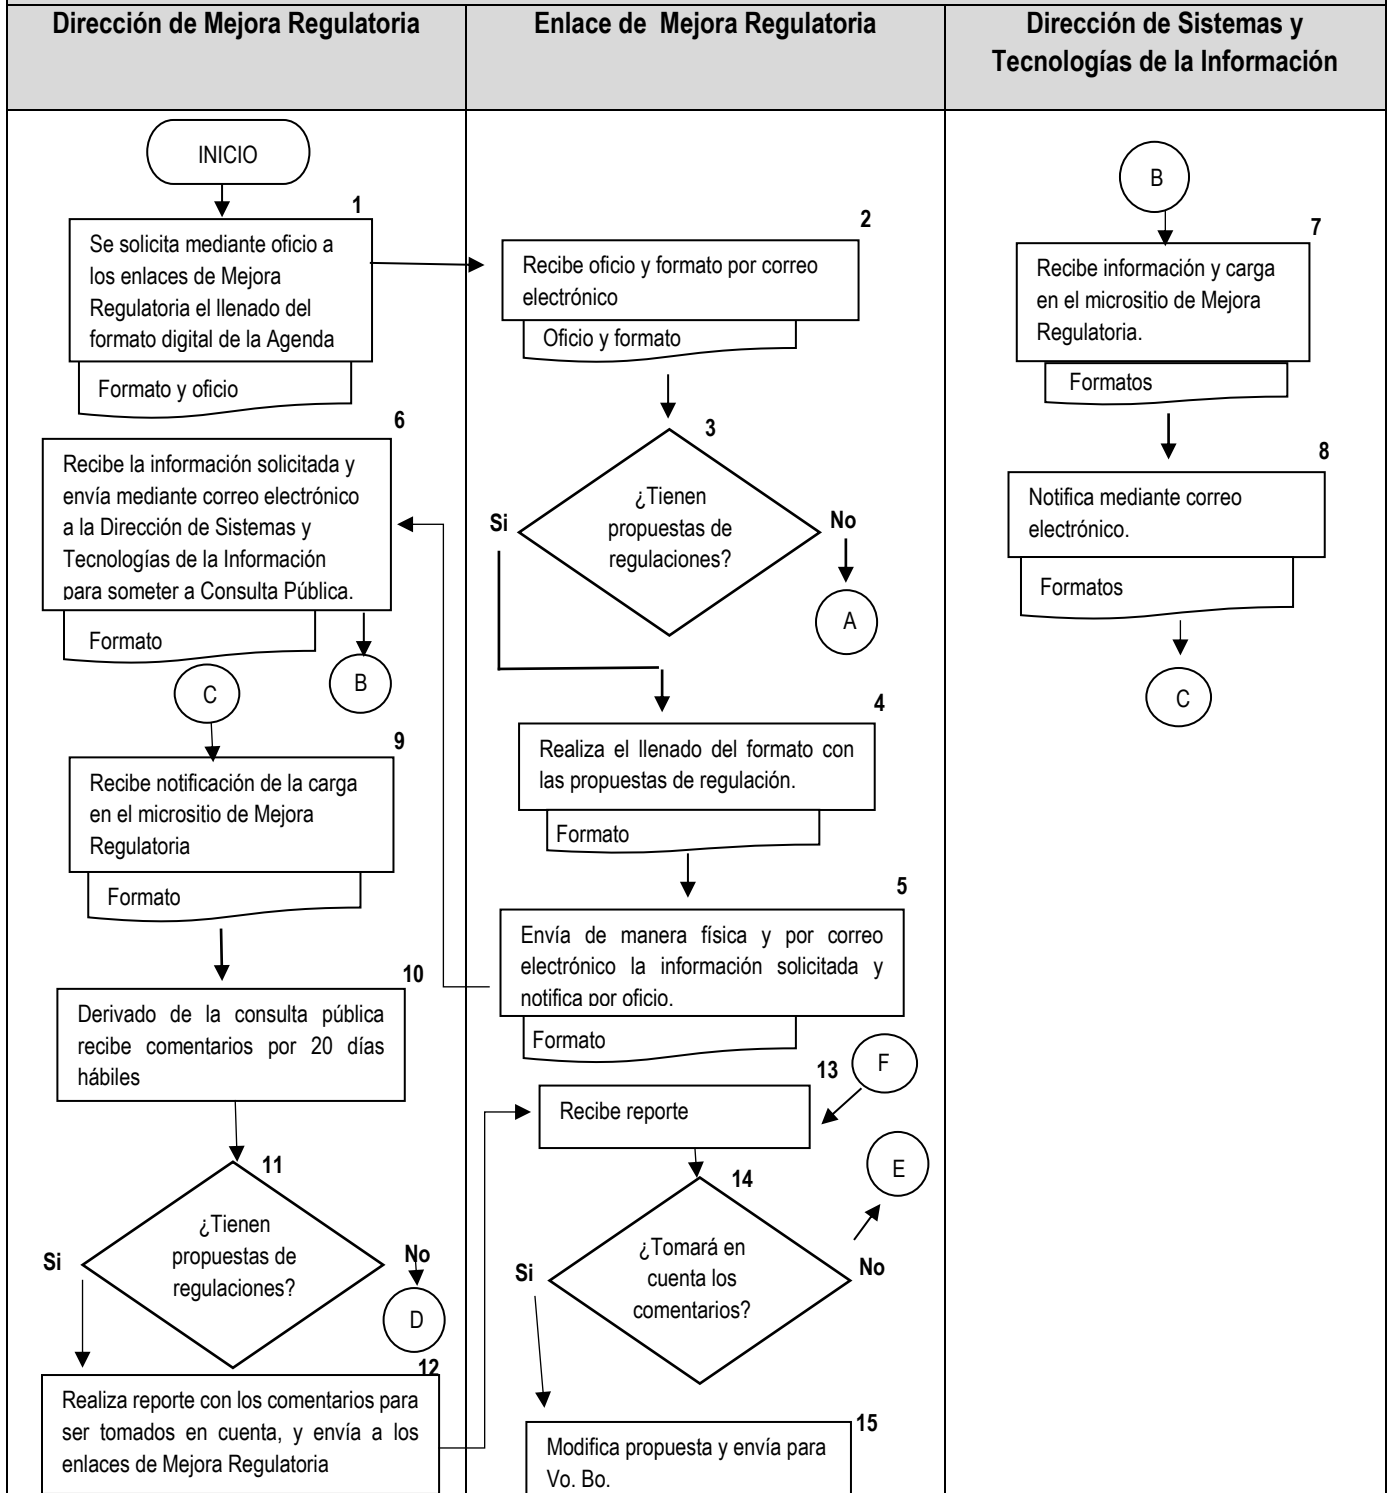 Dirección de Mejora Regulatoria
Enlace de Mejora Regulatoria
Dirección de Sistemas y
Tecnologías de la Información
INICIO
1
Se solicita mediante oficio a
los enlaces de Mejora
Regulatoria el llenado del
formato digital de la Agenda
Formato y oficio
6
Recibe la información solicitada y
envía mediante correo electrónico
a la Dirección de Sistemas y
Tecnologías de la Información
para someter a Consulta Pública.
Formato
B
C
9
Recibe notificación de la carga
en el micrositio de Mejora
Regulatoria
Formato
10
Derivado de la consulta pública
recibe comentarios por 20 días
hábiles
11
¿Tienen
propuestas de
regulaciones?
Si
No
D
12
Realiza reporte con los comentarios para
ser tomados en cuenta, y envía a los
enlaces de Mejora Regulatoria
2
Recibe oficio y formato por correo
electrónico
Oficio y formato
3
¿Tienen
propuestas de
regulaciones?
Si
No
A
4
Realiza el llenado del formato con
las propuestas de regulación.
Formato
5
Envía de manera física y por correo
electrónico la información solicitada y
notifica por oficio.
Formato
F
13
Recibe reporte
E
14
¿Tomará en
cuenta los
comentarios?
Si
No
15
Modifica propuesta y envía para
Vo. Bo.
B
7
Recibe información y carga
en el micrositio de Mejora
Regulatoria.
Formatos
8
Notifica mediante correo
electrónico.
Formatos
C